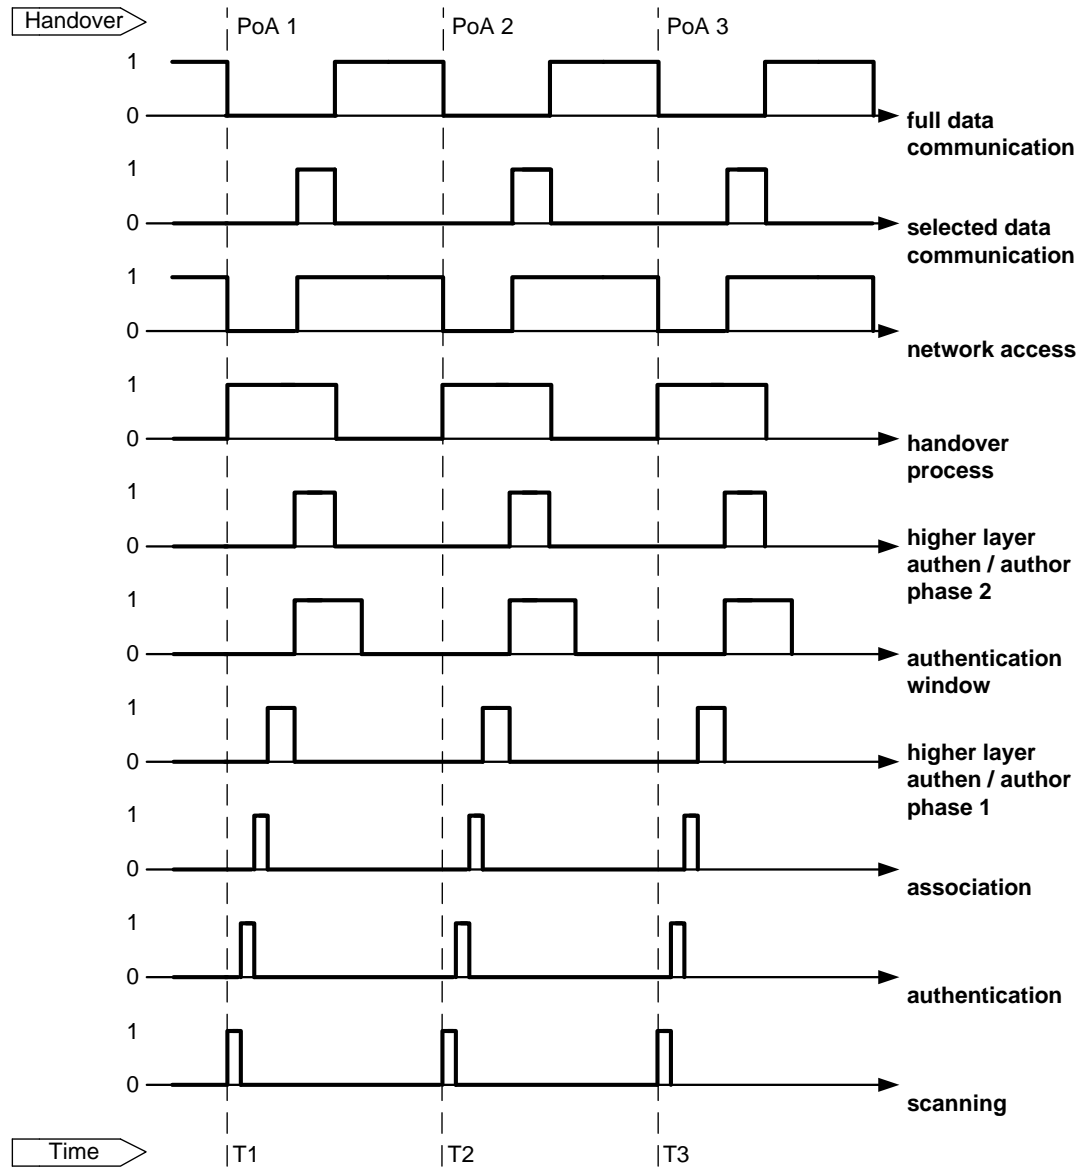 Handover
PoA 1
PoA 2
PoA 3
1
0
full data
communication
1
0
selected data
communication
1
0
network access
1
0
handover
process
1
0
higher layer
authen / author
phase 2
1
0
authentication
window
1
0
higher layer
authen / author
phase 1
1
0
association
1
0
authentication
1
0
scanning
Time
T1
T2
T3